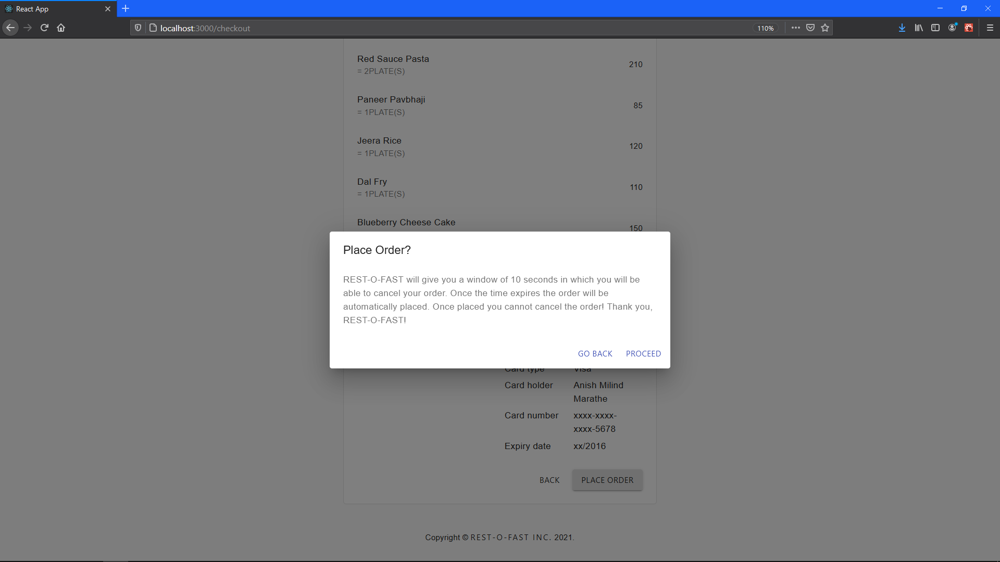 React App
localhost:3000/checkout
110%
Red Sauce Pasta
= 2PLATE(S)
210
Paneer Pavbhaji
= 1PLATE(S)
85
Jeera Rice
= 1PLATE(S)
120
Dal Fry
= 1PLATE(S)
110
Blueberry Cheese Cake
150
Place Order?
REST-O-FAST will give you a window of 10 seconds in which you will be
able to cancel your order. Once the time expires the order will be
automatically placed. Once placed you cannot cancel the order! Thank you,
REST-O-FAST!
GO BACK PROCEED
Card type Visa
Card holder Anish Milind
Marathe
Card number xxxx-xxxx-
xxxx-5678
Expiry date xx/2016
BACK PLACE ORDER
Copyright © REST-O-FAST INC. 2021.